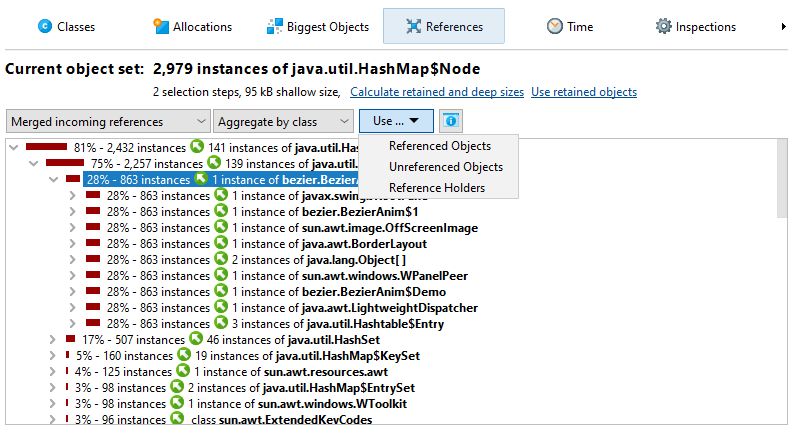 Classes Allocations Biggest Objects References Time Inspections
Current object set: 2,979 instances of java.util.HashMap$Node
2 selection steps, 95 kB shallow size, Calculate retained and deep sizes Use retained objects
Merged incoming references Aggregate by class Use ...
Referenced Objects
Unreferenced Objects
Reference Holders
81% - 2,432 instances 141 instances of java.util.Has
75% - 2,257 instances 139 instances of java.util.
28% - 863 instances 1 instance of bezier.BezierA
28% - 863 instances 1 instance of javax.swing.
28% - 863 instances 1 instance of bezier.BezierAnim$1
28% - 863 instances 1 instance of sun.awt.image.OffScreenImage
28% - 863 instances 1 instance of java.awt.BorderLayout
28% - 863 instances 2 instances of java.lang.Object[ ]
28% - 863 instances 1 instance of sun.awt.windows.WPanelPeer
28% - 863 instances 1 instance of bezier.BezierAnim$Demo
28% - 863 instances 1 instance of java.awt.LightweightDispatcher
28% - 863 instances 3 instances of java.util.Hashtable$Entry
17% - 507 instances 46 instances of java.util.HashSet
5% - 160 instances 19 instances of java.util.HashMap$KeySet
4% - 125 instances 1 instance of sun.awt.resources.awt
3% - 98 instances 2 instances of java.util.HashMap$EntrySet
3% - 98 instances 1 instance of sun.awt.windows.WToolkit
3% - 96 instances class sun.awt.ExtendedKeyCodes